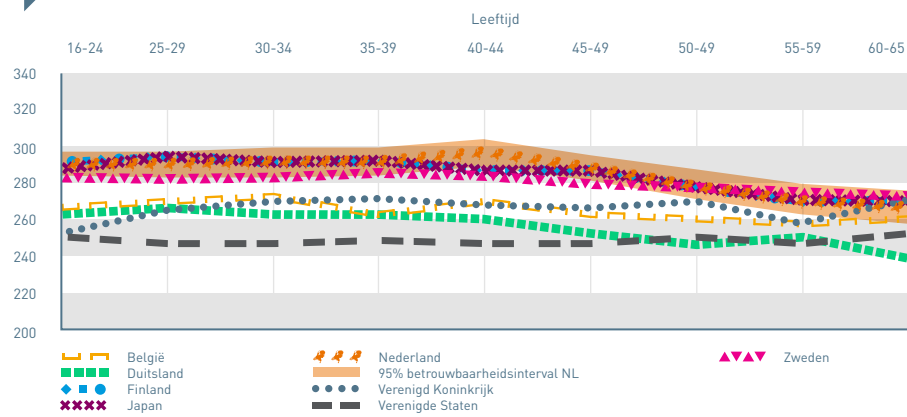 Leeftijd
16-24 25-29 30-34 35-39 40-44 45-49 50-49 55-59 60-65
340
320
300
280
260
240
220
200
België Nederland Zweden
Duitsland 95% betrouwbaarheidsinterval NL
Finland Verenigd Koninkrijk
Japan Verenigde Staten